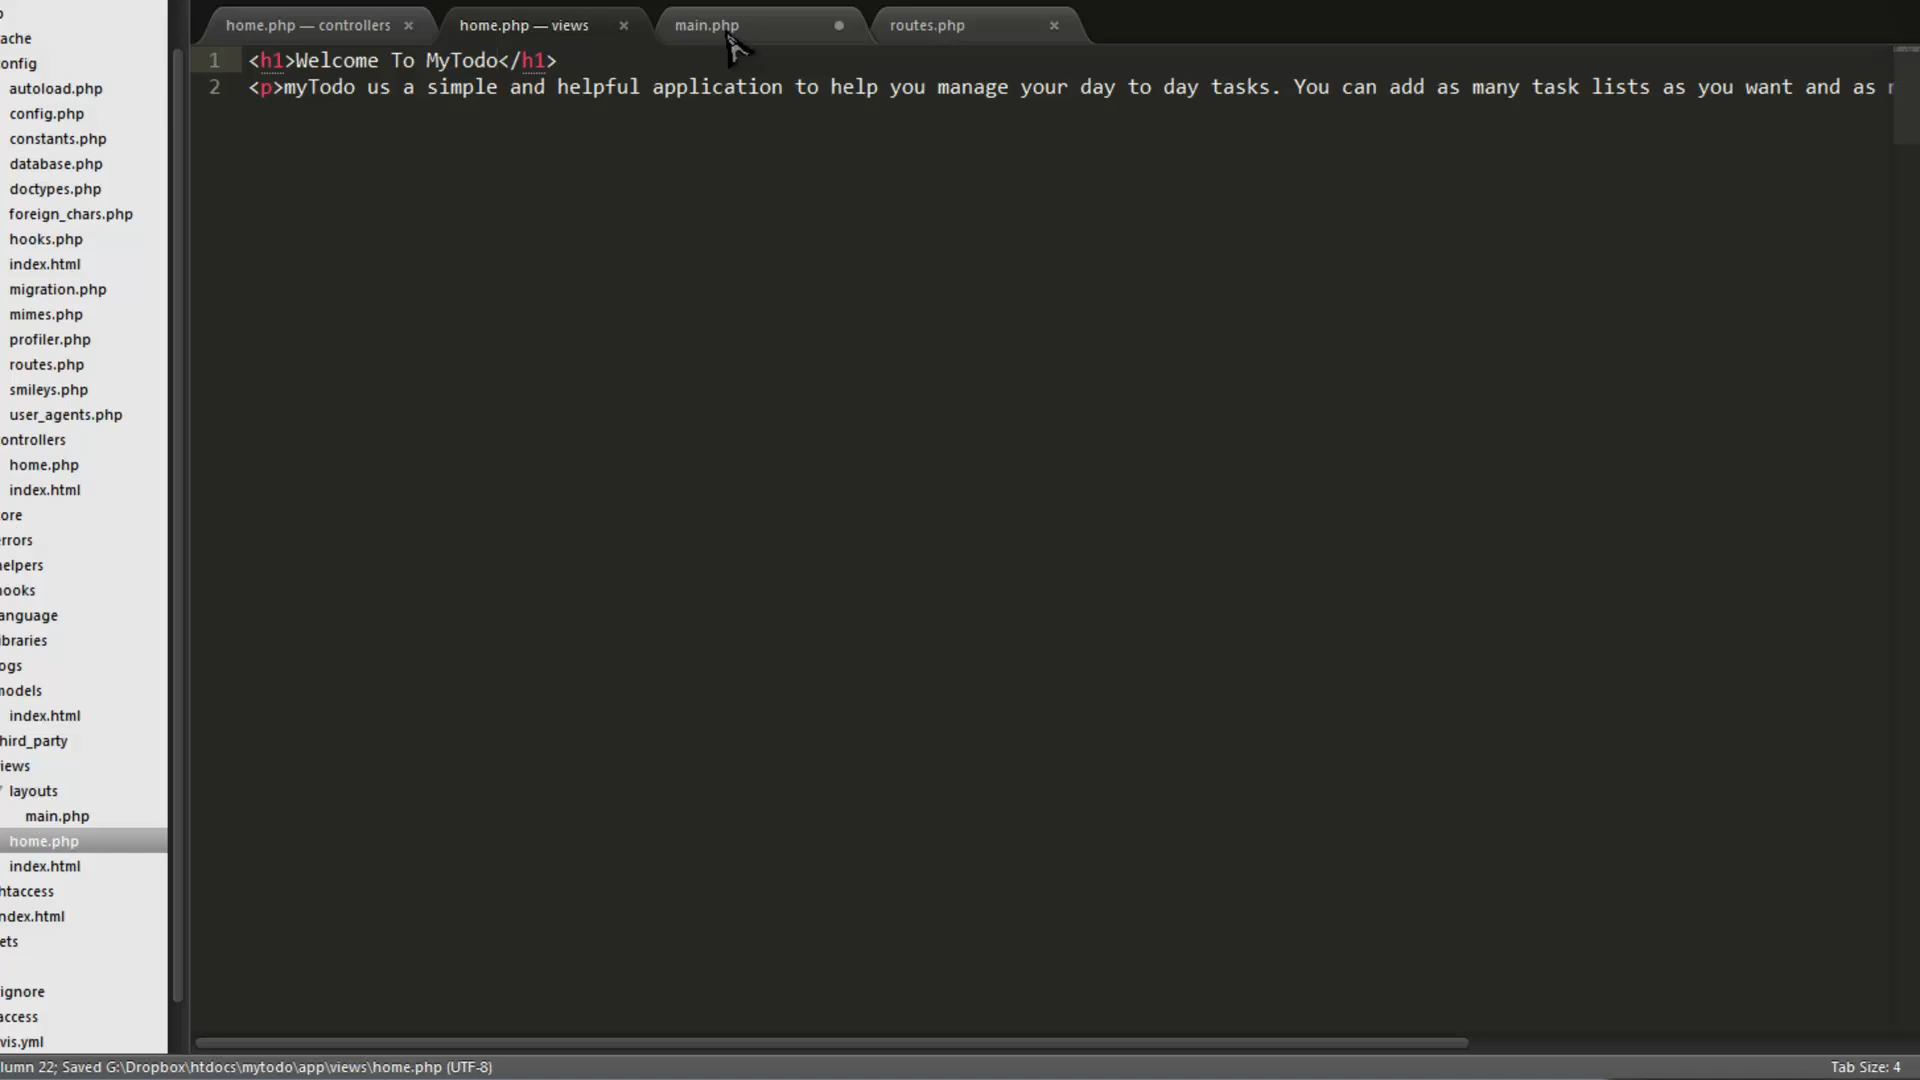 home.php — controllers ×
home.php — views ×
main.php
routes.php ×
1 <h1>Welcome To MyTodo</h1>
2 <p>myTodo us a simple and helpful application to help you manage your day to day tasks. You can add as many task lists as you want and as
ache
onfig
autoload.php
config.php
constants.php
database.php
doctypes.php
foreign_chars.php
hooks.php
index.html
migration.php
mimes.php
profiler.php
routes.php
smileys.php
user_agents.php
ontrollers
home.php
index.html
ore
errors
helpers
hooks
anguage
ibraries
ogs
models
index.html
hird_party
iews
layouts
main.php
home.php
index.html
htaccess
ndex.html
ets
ignore
access
vis.yml
lumn 22; Saved G:\Dropbox\htdocs\mytodo\app\views\home.php (UTF-8)
Tab Size: 4